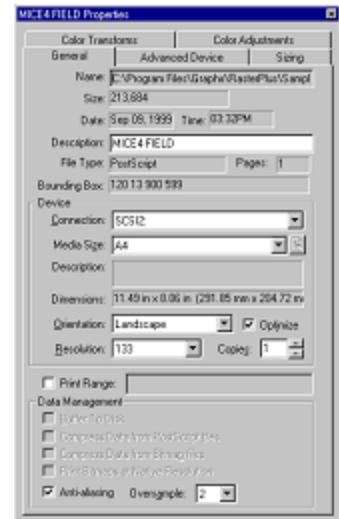 MICE4 FIELD Properties
Color Transforms Color Adjustments
General Advanced Device Sizing
Name: C:\Program Files\Graphx\RasterPlus\Sampl
Size: 213,684
Date: Sep 09, 1999 Time: 03:32PM
Description: MICE4 FIELD
File Type: PostScript Pages: 1
Bounding Box: 120 13 900 599
Device
Connection: SCSI2:
Media Size: A4
Description:
Dimensions: 11.49 in x 8.06 in (291.85 mm x 204.72 m
Orientation: Landscape Optimize
Resolution: 133 Copies: 1
Print Range:
Data Management
Buffer To Disk
Compress Data from PostScript files
Compress Data from Bitmap files
Print Bitmaps at Native Resolution
Anti-aliasing Oversample: 2